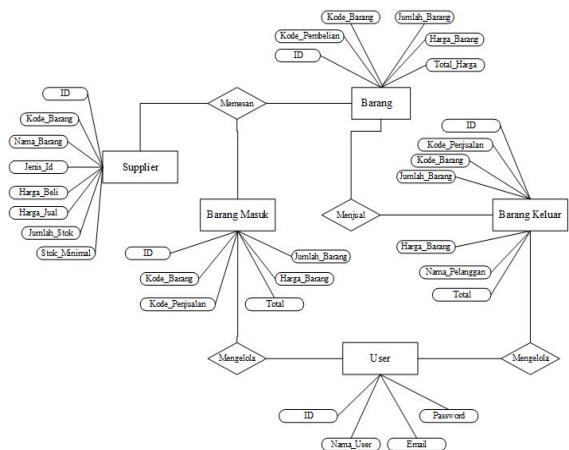 Kode_Barang
Jumlah_Barang
Kode_Pembelian
Harga_Barang
ID
Total_Harga
Barang
Memesan
ID
Kode_Barang
Nama_Barang
Jenis_Id
Harga_Beli
Harga_Jual
Jumlah_Stok
Stok_Minimal
Supplier
ID
Kode_Penjualan
Kode_Barang
Jumlah_Barang
Barang Masuk
Menjual
Barang Keluar
ID
Kode_Barang
Kode_Penjualan
Jumlah_Barang
Harga_Barang
Total
Harga_Barang
Nama_Pelanggan
Total
Mengelola
User
Mengelola
ID
Password
Nama_User
Email